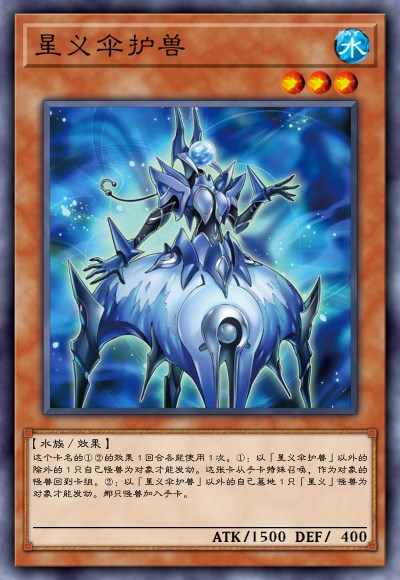 星义伞护兽
水
【水族／效果】
这个卡名的①②的效果1回合各能使用1次。①：以「星义伞护兽」以外的
除外的1只自己怪兽为对象才能发动。这张卡从手卡特殊召唤，作为对象的
怪兽回到卡组。②：以「星义伞护兽」以外的自己墓地1只「星义」怪兽为
对象才能发动。那只怪兽加入手卡。
ATK/1500 DEF/ 400